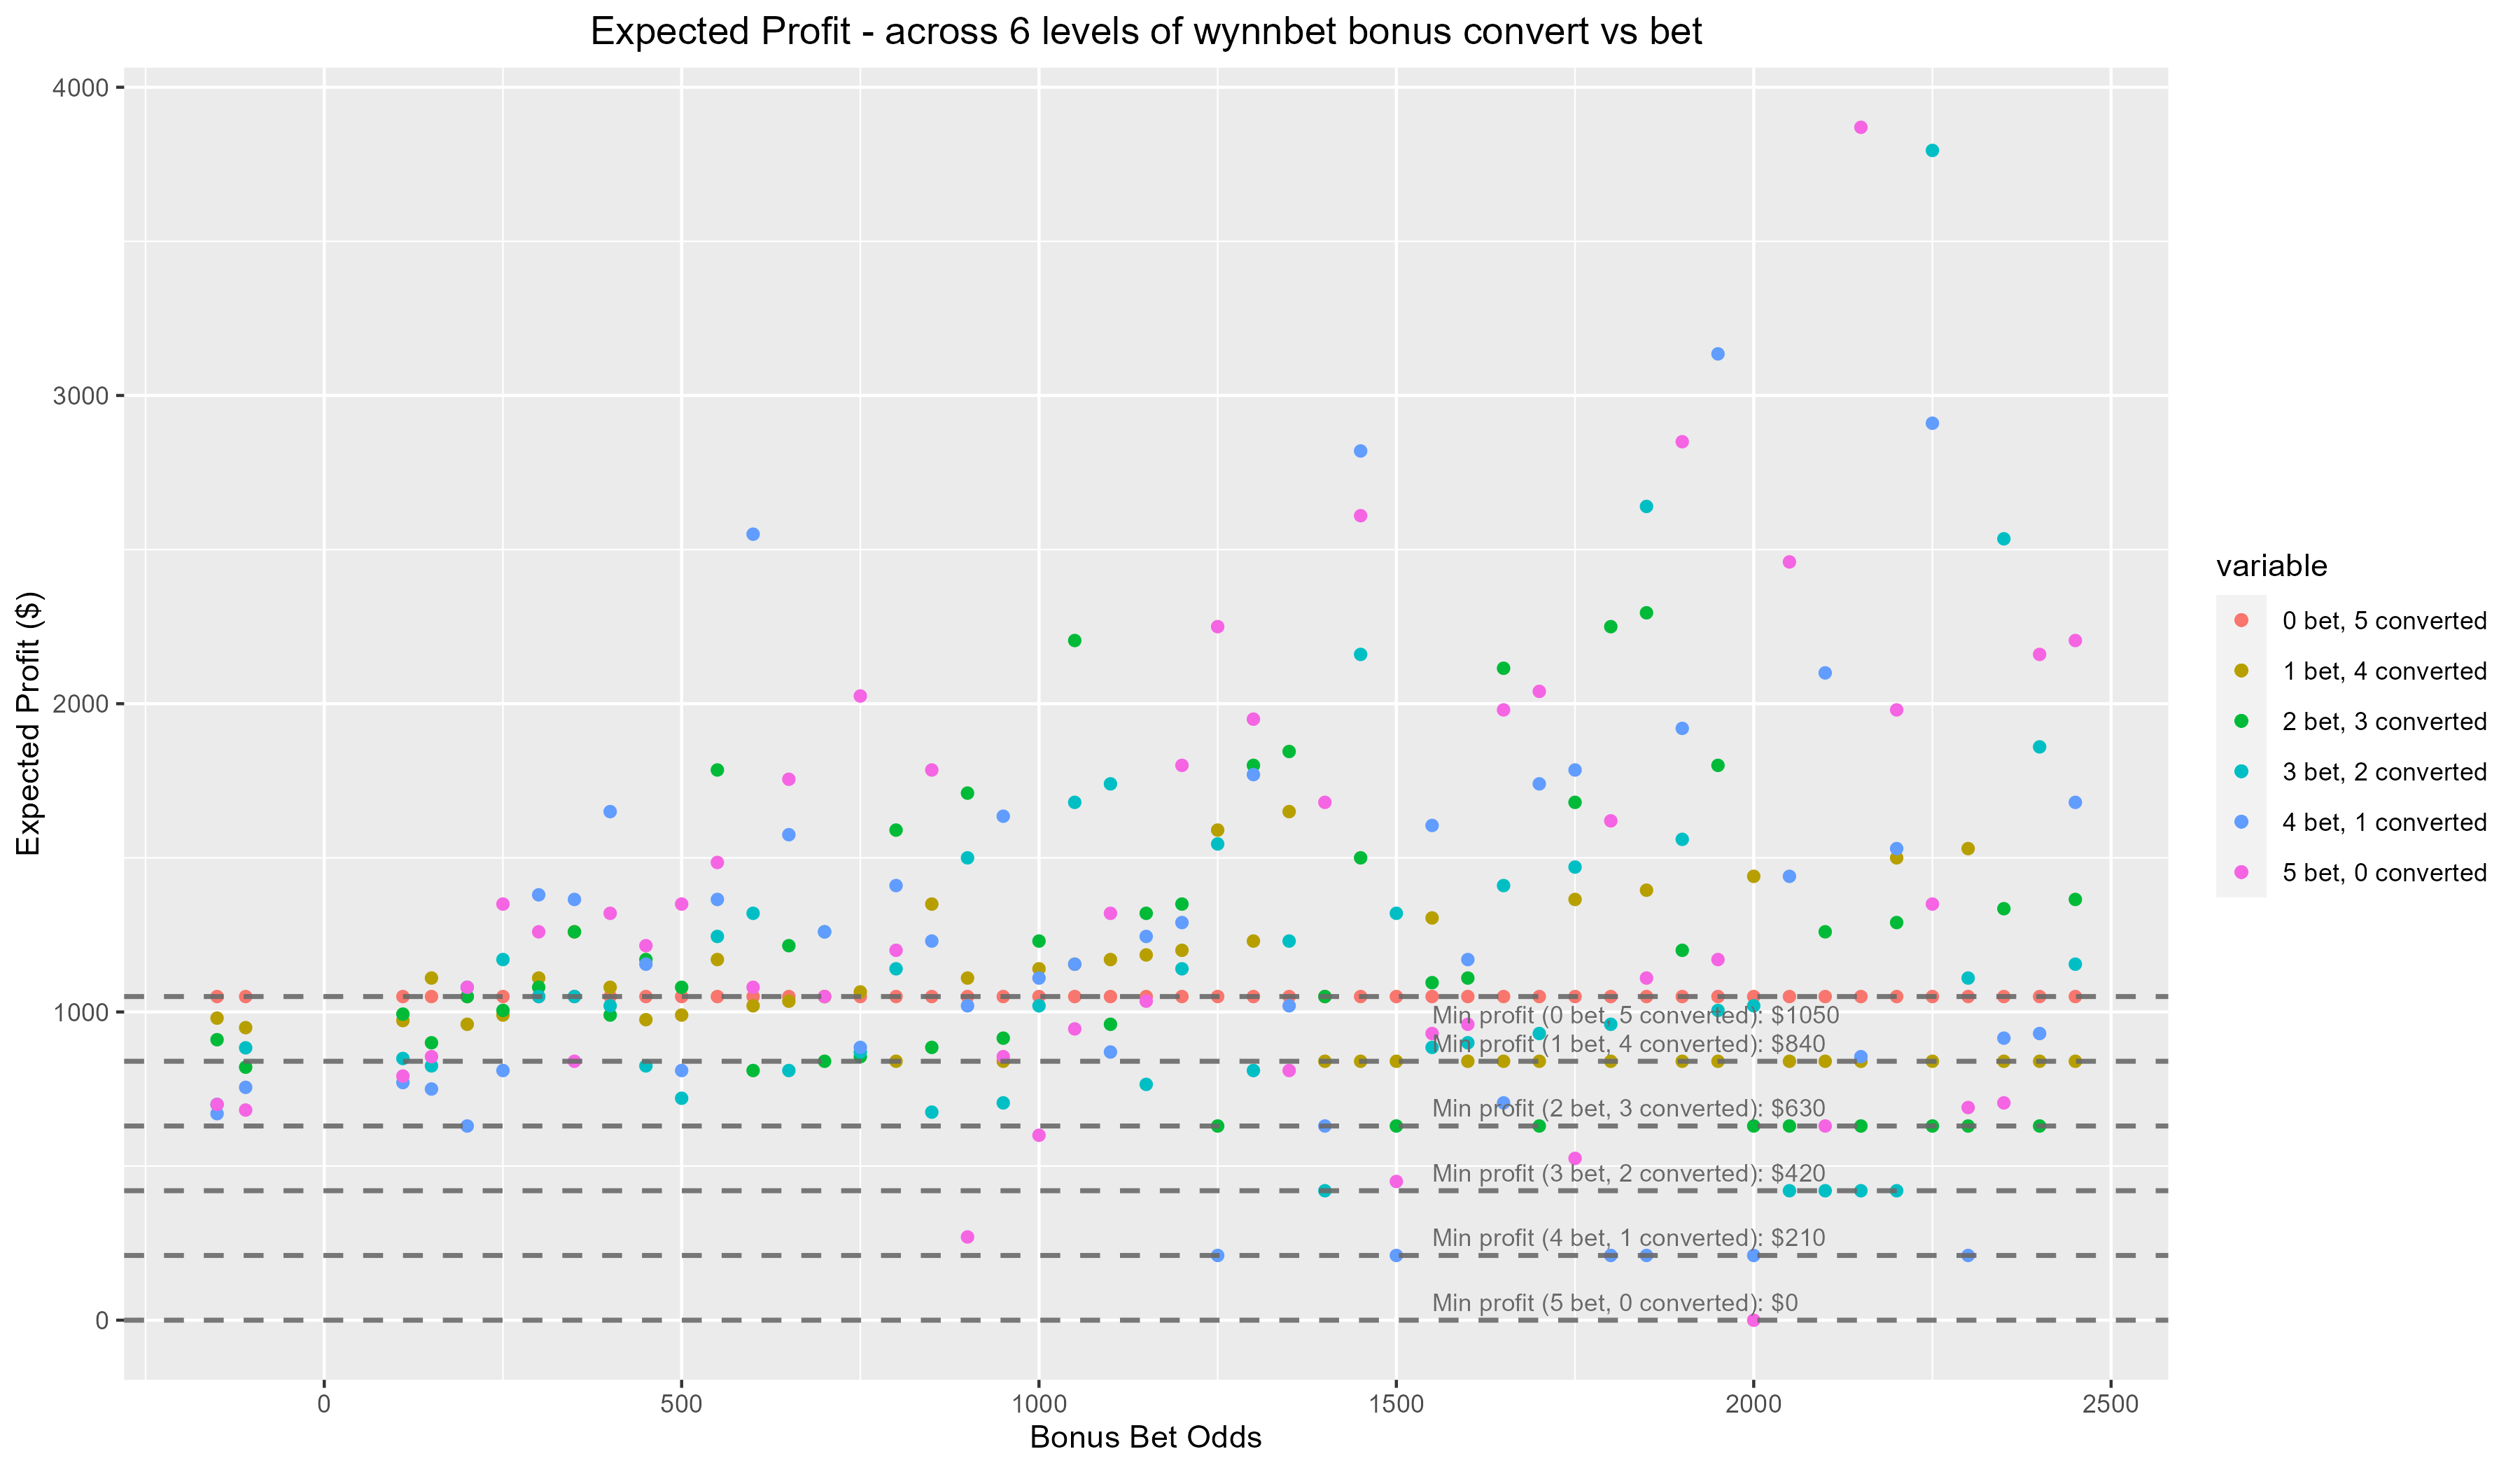 Expected Profit - across 6 levels of wynnbet bonus convert vs bet
Expected Profit ($)
4000
3000
2000
1000
0
Min profit (0 bet, 5 converted): $1050
Min profit (1 bet, 4 converted): $840
Min profit (2 bet, 3 converted): $630
Min profit (3 bet, 2 converted): $420
Min profit (4 bet, 1 converted): $210
Min profit (5 bet, 0 converted): $0
0
500
1000
1500
2000
2500
Bonus Bet Odds
variable
0 bet, 5 converted
1 bet, 4 converted
2 bet, 3 converted
3 bet, 2 converted
4 bet, 1 converted
5 bet, 0 converted